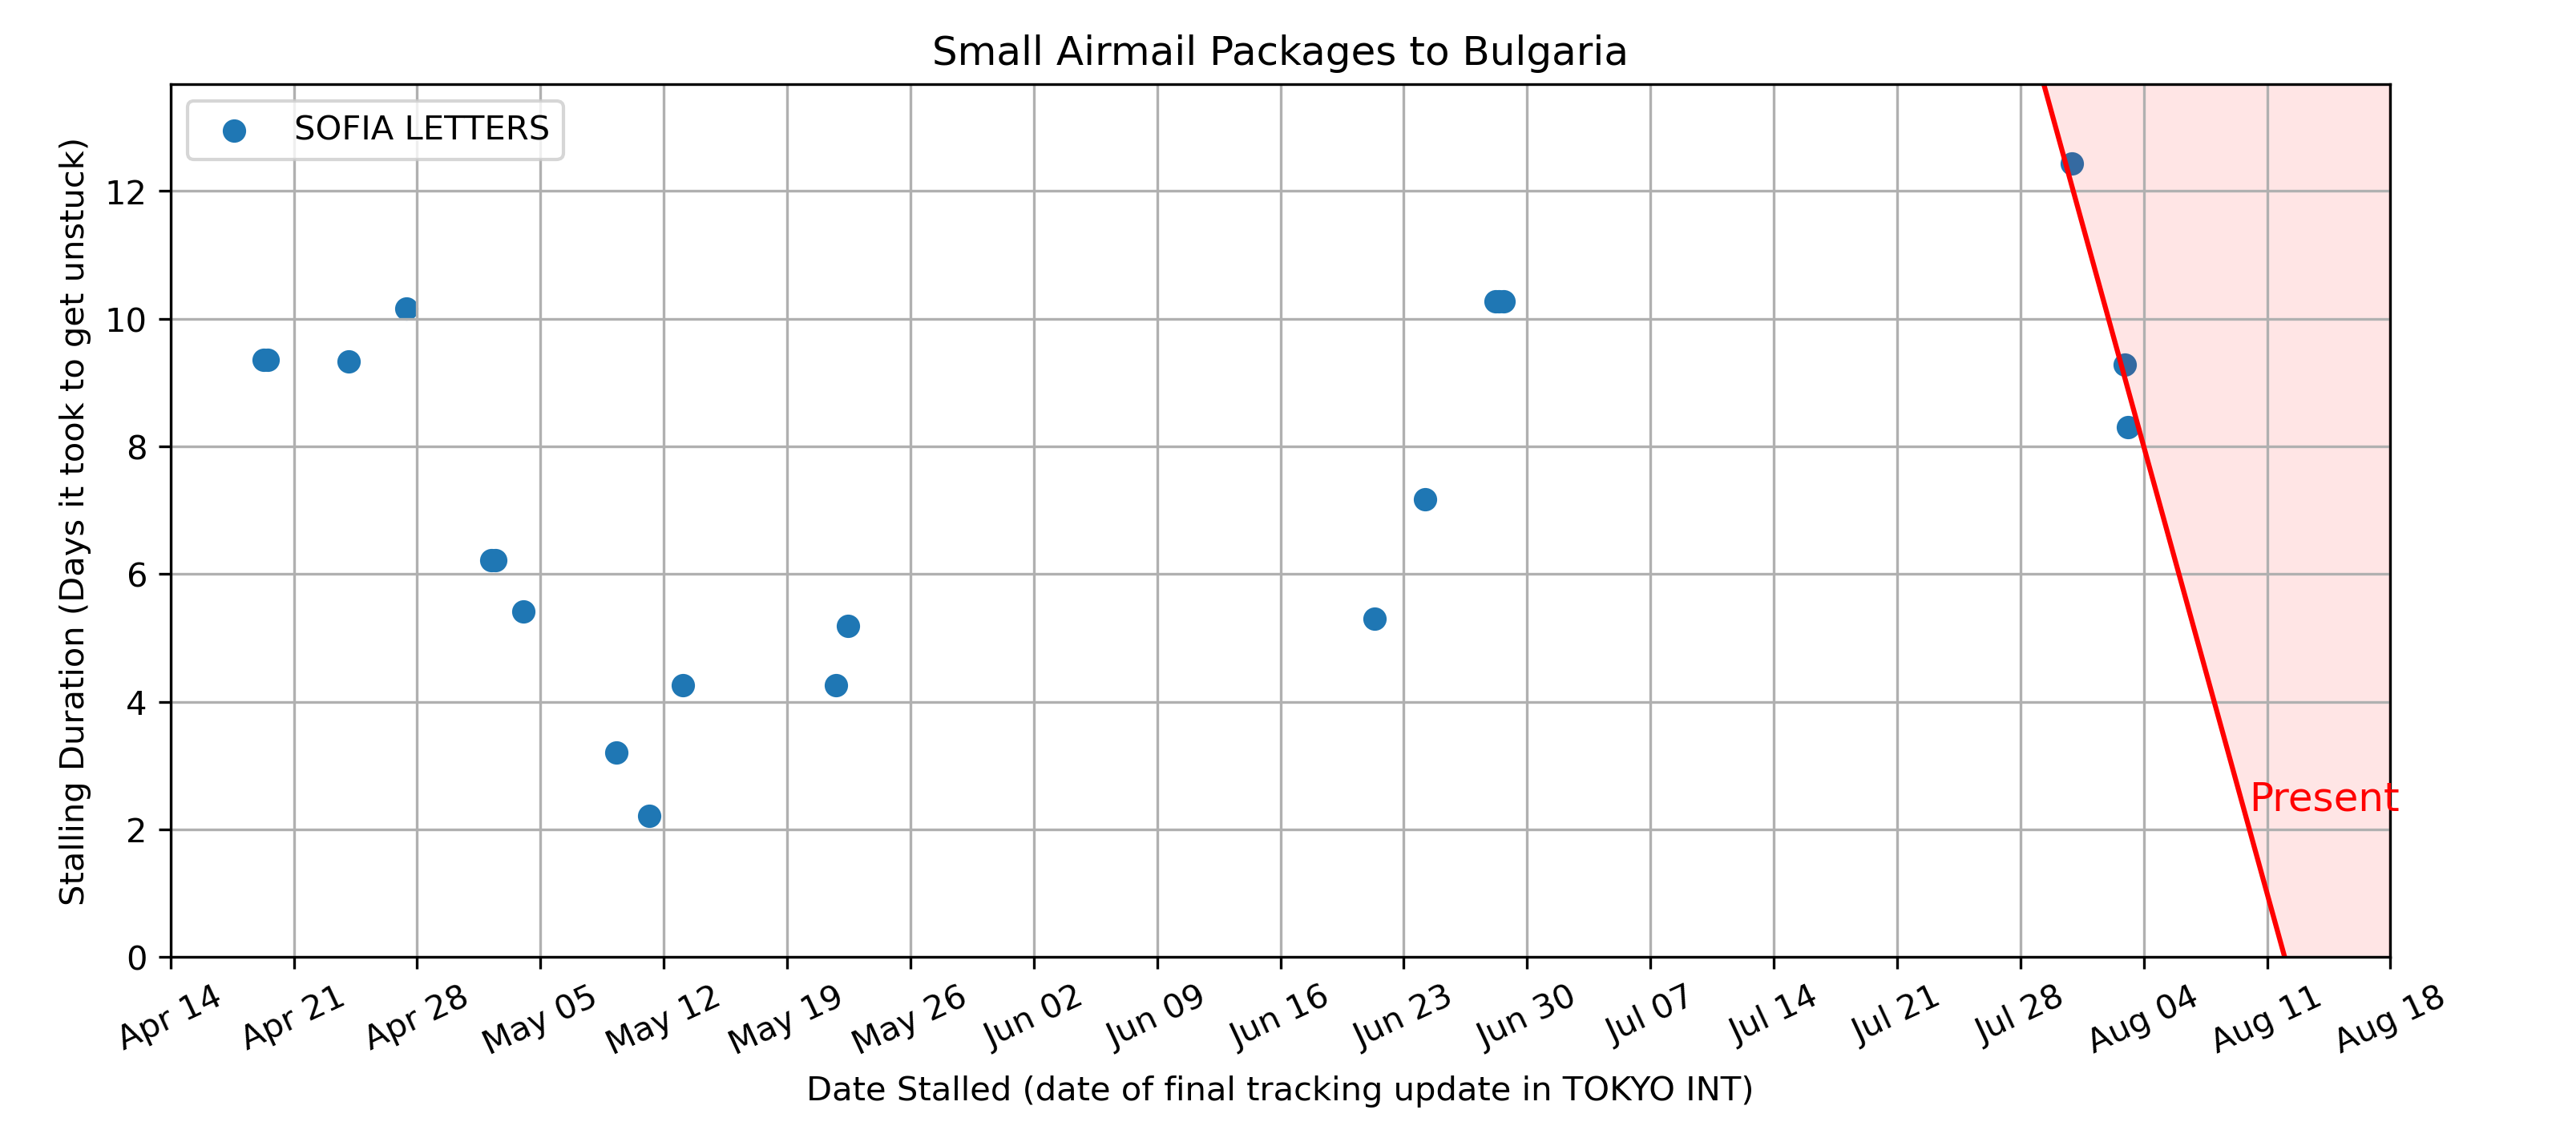 Small Airmail Packages to Bulgaria
SOFIA LETTERS
Stalling Duration (Days it took to get unstuck)
12
10
8
6
4
2
0
Present
Apr 14
Apr 21
Apr 28
May 05
May 12
May 19
May 26
Jun 02
Jun 09
Jun 16
Jun 23
Jun 30
Jul 07
Jul 14
Jul 21
Jul 28
Aug 04
Aug 11
Aug 18
Date Stalled (date of final tracking update in TOKYO INT)